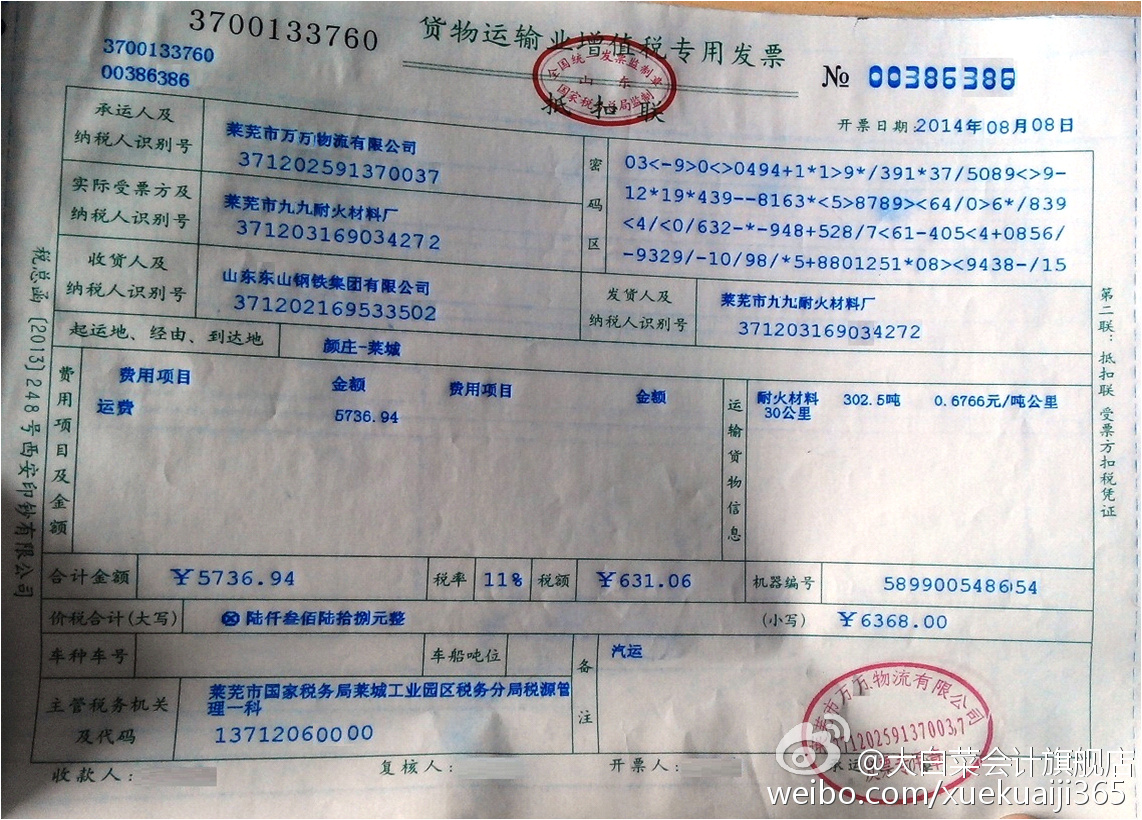 3700133760
货物运输业增值税专用发票
3700133760
00386386
全国统一发票监制章
山东
国家税务总局监制
抵扣联
№ 00386386
开票日期:2014年08月08日
承运人及
纳税人识别号
莱芜市万万物流有限公司
371202591370037
密码区
03<-9>0<>0494+1*1>9*/391*37/5089<>9-
12*19*439--8163*<5>8789><64/0>6*/839
<4/<0/632-*-948+528/7<61-405<4+0856/
-9329/-10/98/*5+8801251*08><9438-/15
实际受票方及
纳税人识别号
莱芜市九九耐火材料厂
371203169034272
收货人及
纳税人识别号
山东东山钢铁集团有限公司
371202169533502
发货人及
纳税人识别号
莱芜市九九耐火材料厂
371203169034272
起运地、经由、到达地
颜庄-莱城
费用项目及金额
费用项目 金额 费用项目 金额
运费 5736.94
运输货物信息
耐火材料 302.5吨 0.6766元/吨公里
30公里
合计金额 ¥5736.94 税率 11% 税额 ¥631.06 机器编号 589900548654
价税合计(大写) ⊗陆仟叁佰陆拾捌元整 (小写) ¥6368.00
车种车号 车船吨位
备注
汽运
主管税务机关
及代码
莱芜市国家税务局莱城工业园区税务分局税源管
理一科
13712060000
莱芜市万万物流有限公司
371202591370037
收款人: 复核人: 开票人:
税总函[2013]248号西安印钞有限公司
第二联:抵扣联 受票方扣税凭证
@大白菜会计旗舰店
weibo.com/xuekuaiji365